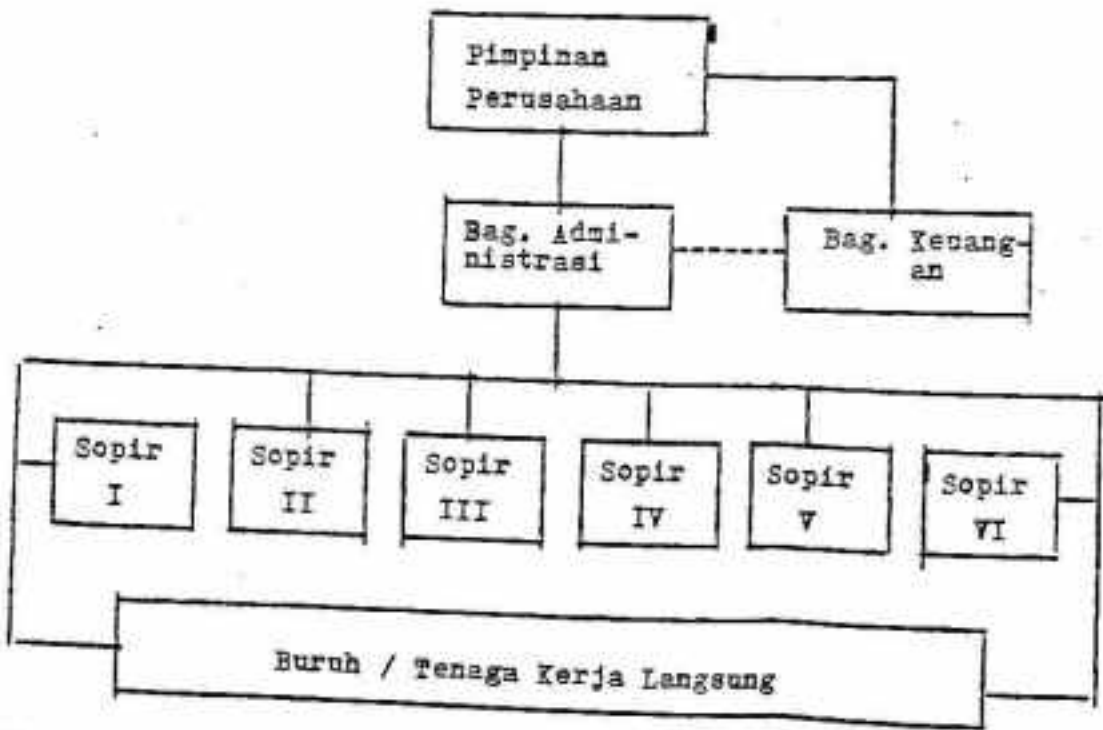 Pimpinan
Perusahaan
Bag. Admi-
nistrasi
Bag. Keuang-
an
Sopir
I
Sopir
II
Sopir
III
Sopir
IV
Sopir
V
Sopir
VI
Buruh / Tenaga Kerja Langsung